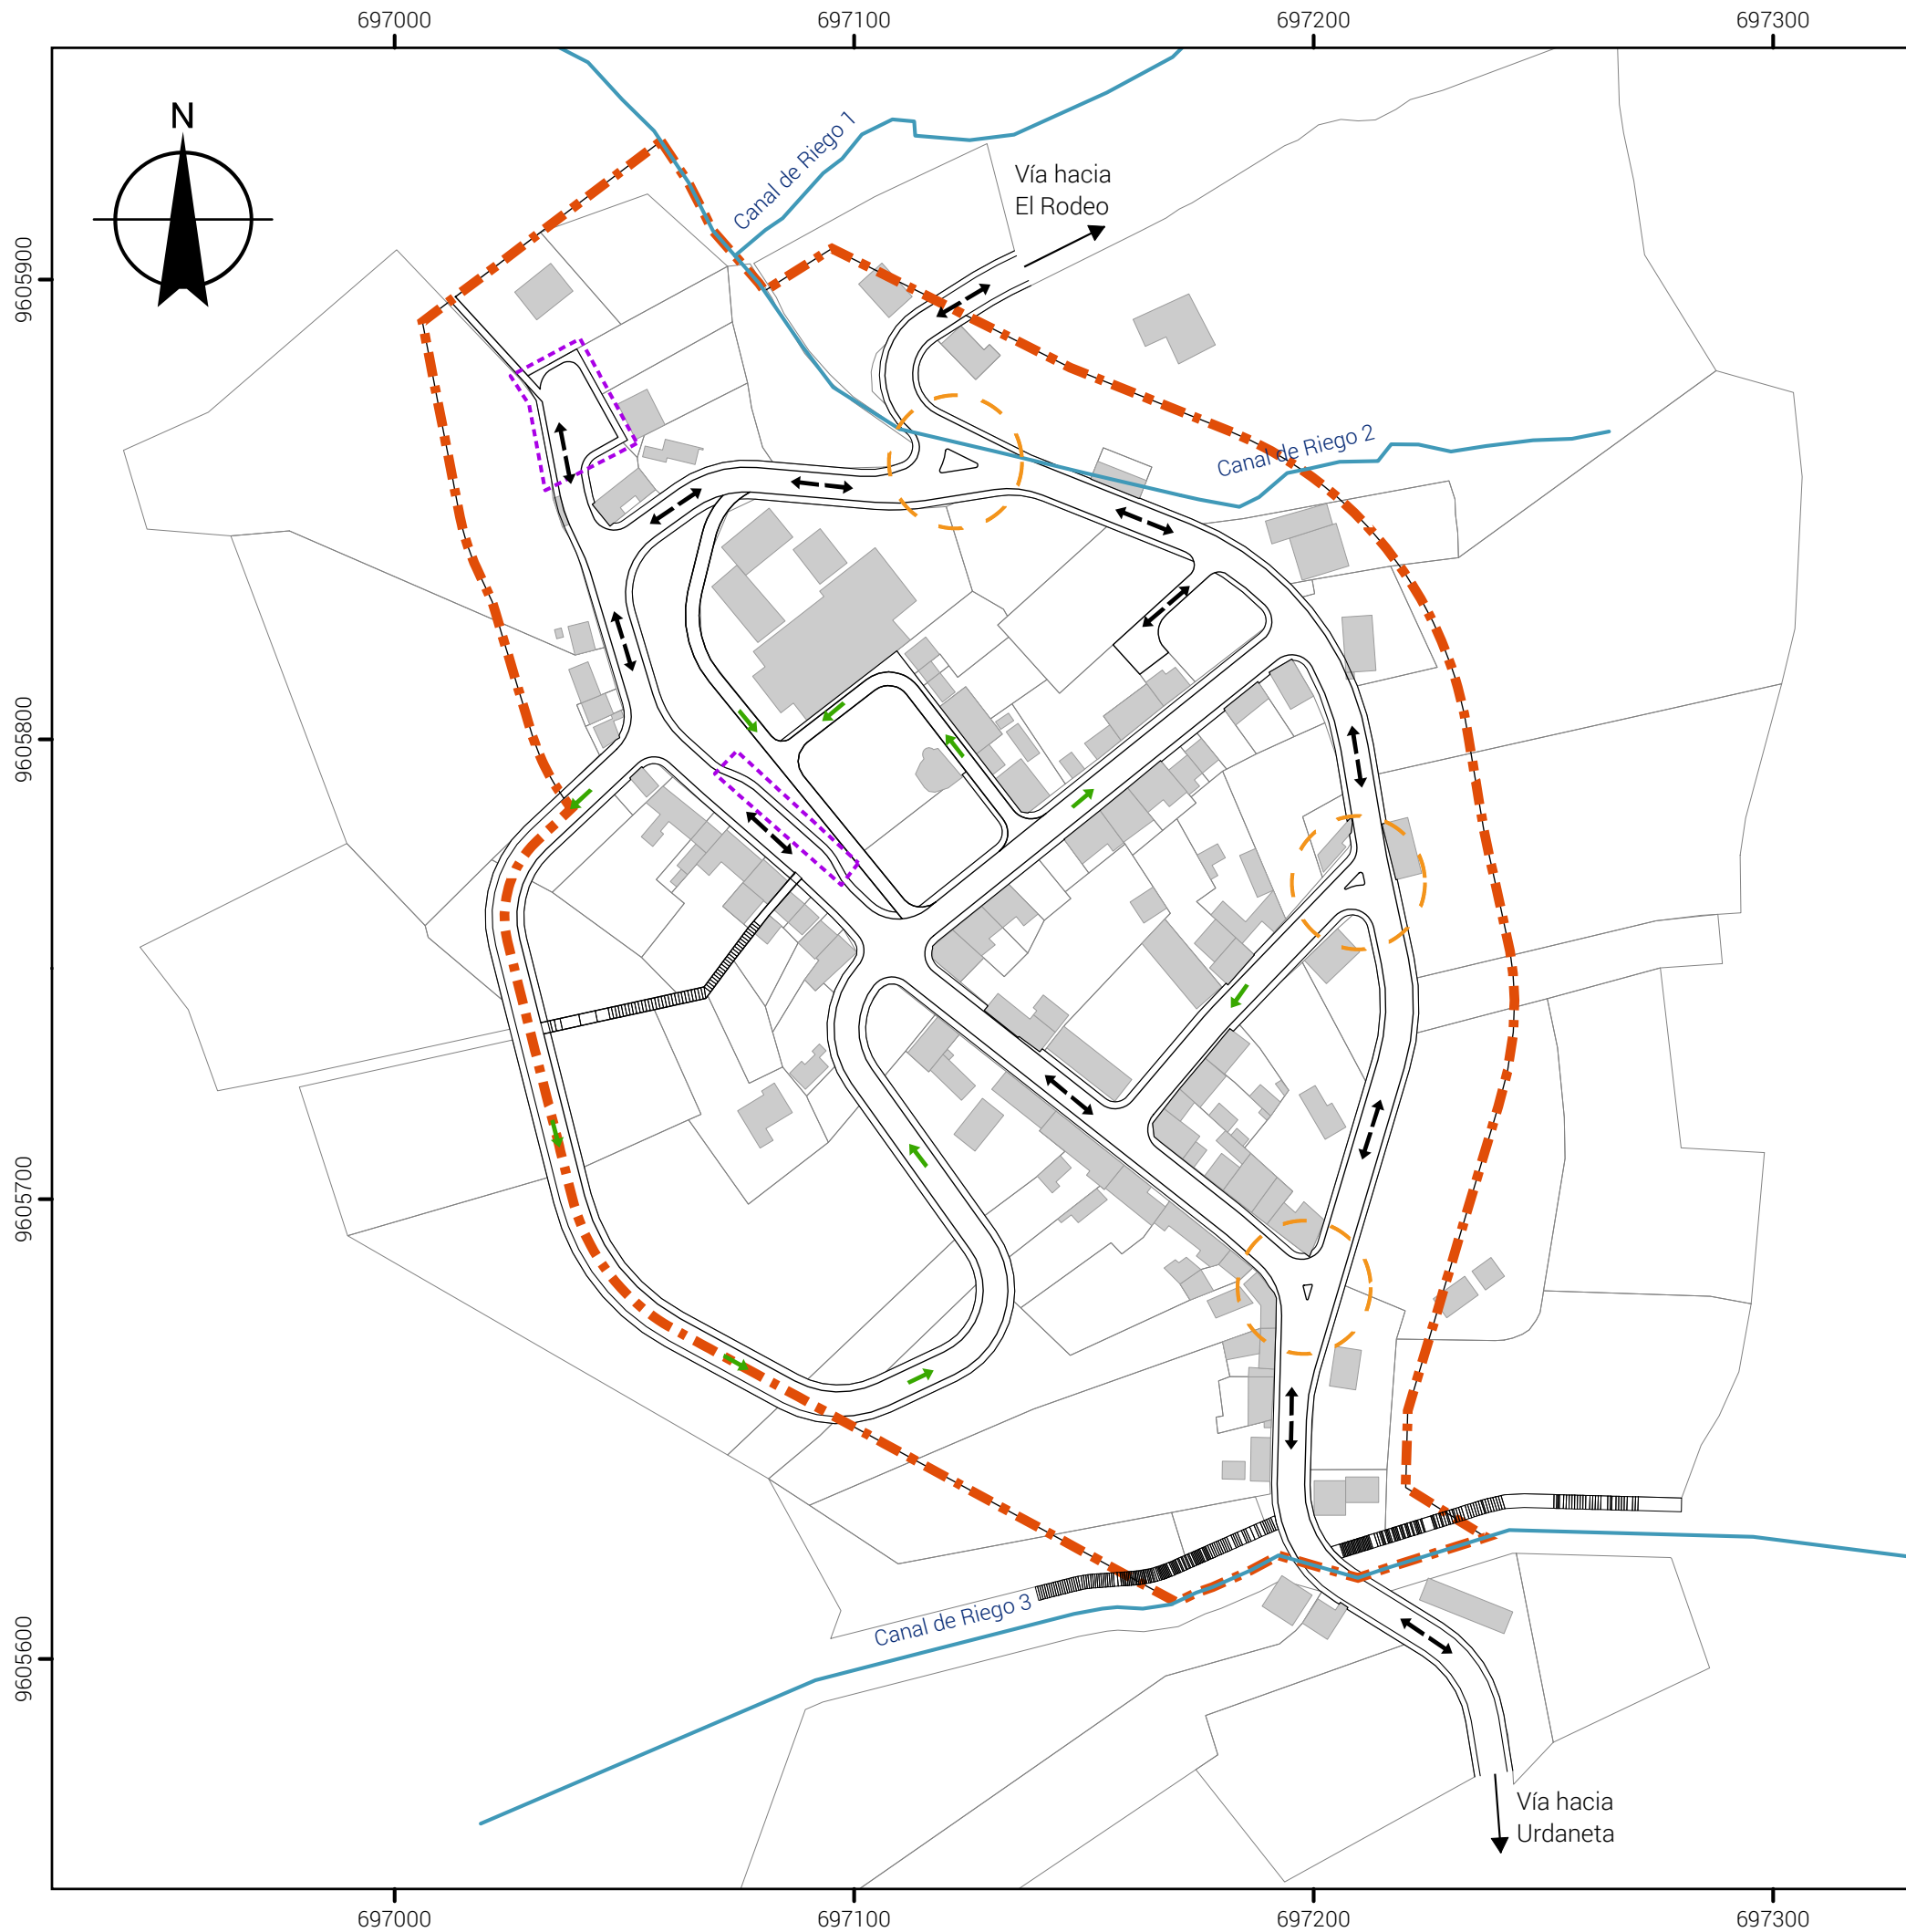 697000 697100 697200 697300
N
Canal de Riego 1
Vía hacia
El Rodeo
9605900
Canal de Riego 2
9605800
9605700
Canal de Riego 3
9605600
Vía hacia
Urdaneta
697000 697100 697200 697300